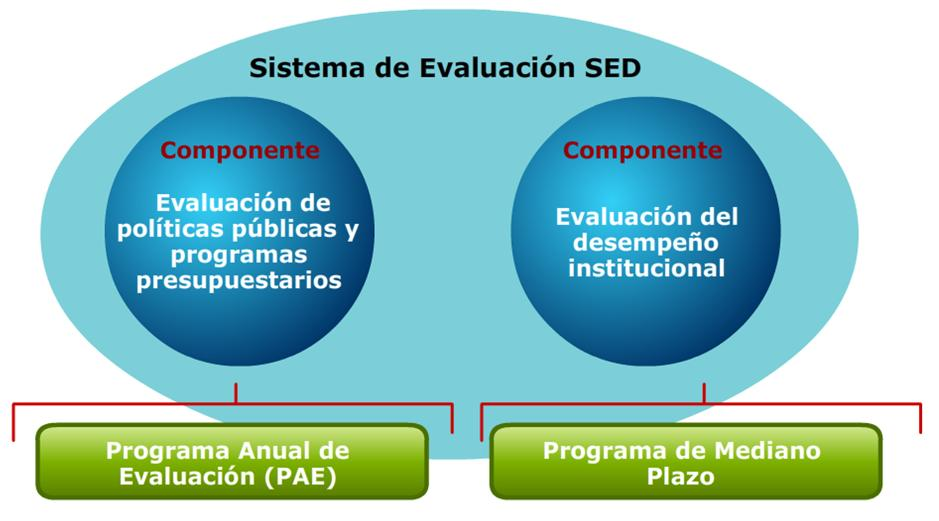 Sistema de Evaluación SED
Componente
Evaluación de
políticas públicas y
programas
presupuestarios
Componente
Evaluación del
desempeño
institucional
Programa Anual de
Evaluación (PAE)
Programa de Mediano
Plazo